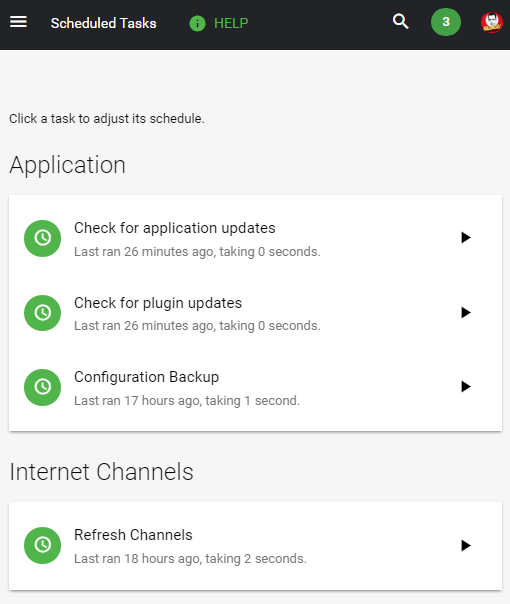 Scheduled Tasks HELP 3
Click a task to adjust its schedule.
Application
Check for application updates
Last ran 26 minutes ago, taking 0 seconds.
Check for plugin updates
Last ran 26 minutes ago, taking 0 seconds.
Configuration Backup
Last ran 17 hours ago, taking 1 second.
Internet Channels
Refresh Channels
Last ran 18 hours ago, taking 2 seconds.